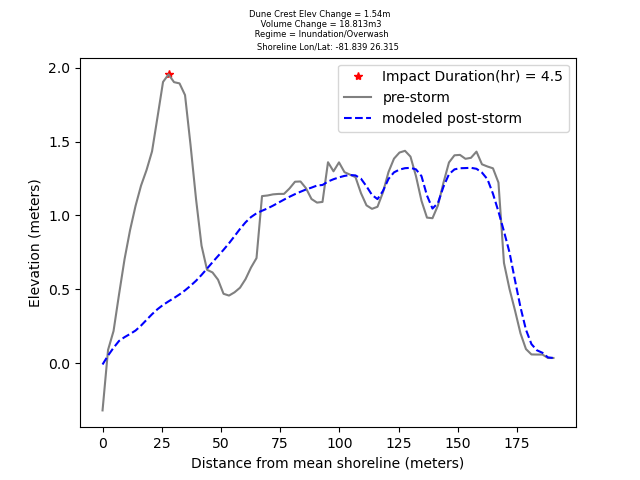 Dune Crest Elev Change = 1.54m
Volume Change = 18.813m3
Regime = Inundation/Overwash
Shoreline Lon/Lat: -81.839 26.315
Impact Duration(hr) = 4.5
pre-storm
modeled post-storm
Elevation (meters)
2.0
1.5
1.0
0.5
0.0
0 25 50 75 100 125 150 175
Distance from mean shoreline (meters)